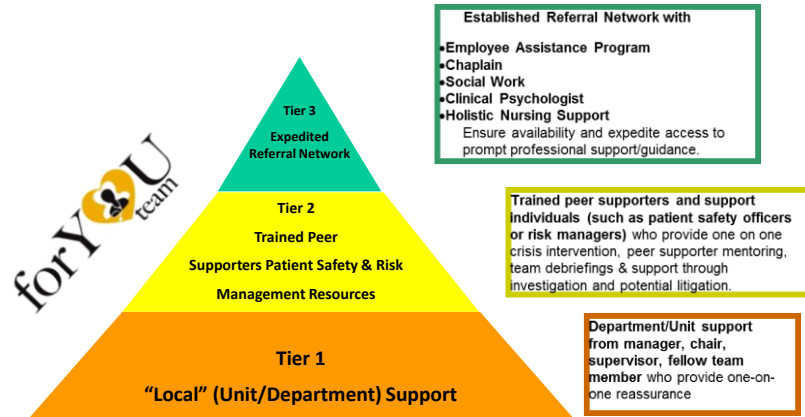 forYOU
team
Tier 3
Expedited
Referral Network
Tier 2
Trained Peer
Supporters Patient Safety & Risk
Management Resources
Tier 1
“Local” (Unit/Department) Support
Established Referral Network with
•Employee Assistance Program
•Chaplain
•Social Work
•Clinical Psychologist
•Holistic Nursing Support
Ensure availability and expedite access to
prompt professional support/guidance.
Trained peer supporters and support
individuals (such as patient safety officers
or risk managers) who provide one on one
crisis intervention, peer supporter mentoring,
team debriefings & support through
investigation and potential litigation.
Department/Unit support
from manager, chair,
supervisor, fellow team
member who provide one-on-
one reassurance